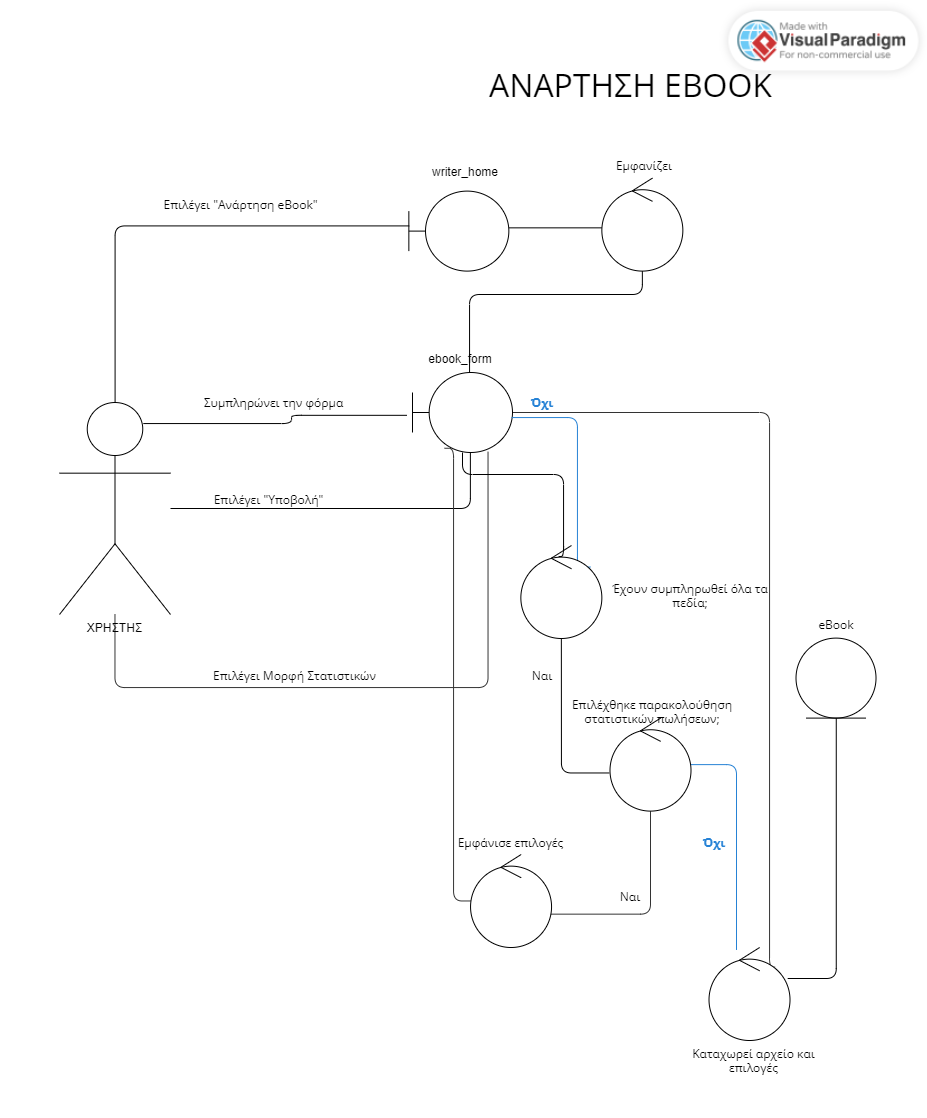 Made with
VisualParadigm
For non-commercial use
ΑΝΑΡΤΗΣΗ EBOOK
Εμφανίζει
writer_home
Επιλέγει "Ανάρτηση eBook"
ebook_form
Συμπληρώνει την φόρμα
Όχι
Επιλέγει "Υποβολή"
Έχουν συμπληρωθεί όλα τα
πεδία;
ΧΡΗΣΤΗΣ
eBook
Επιλέγει Μορφή Στατιστικών
Ναι
Επιλέχθηκε παρακολούθηση
στατιστικών πωλήσεων;
Εμφάνισε επιλογές
Όχι
Ναι
Καταχωρεί αρχείο και
επιλογές